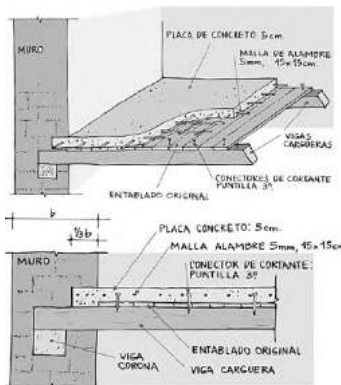 PLACA DE CONCRETO 5cm.
MURO
MALLA DE ALAMBRE
5mm, 15x15cm.
VIGAS
CARGUERAS
CONECTORES DE CORTANTE
PUNTILLA 3"
ENTABLADO ORIGINAL
b
1/3 b
PLACA CONCRETO: 5cm.
MALLA ALAMBRE 5mm, 15x15cm
MURO
CONECTOR DE CORTANTE:
PUNTILLA 3"
ENTABLADO ORIGINAL
VIGA
CORONA
VIGA CARGUERA